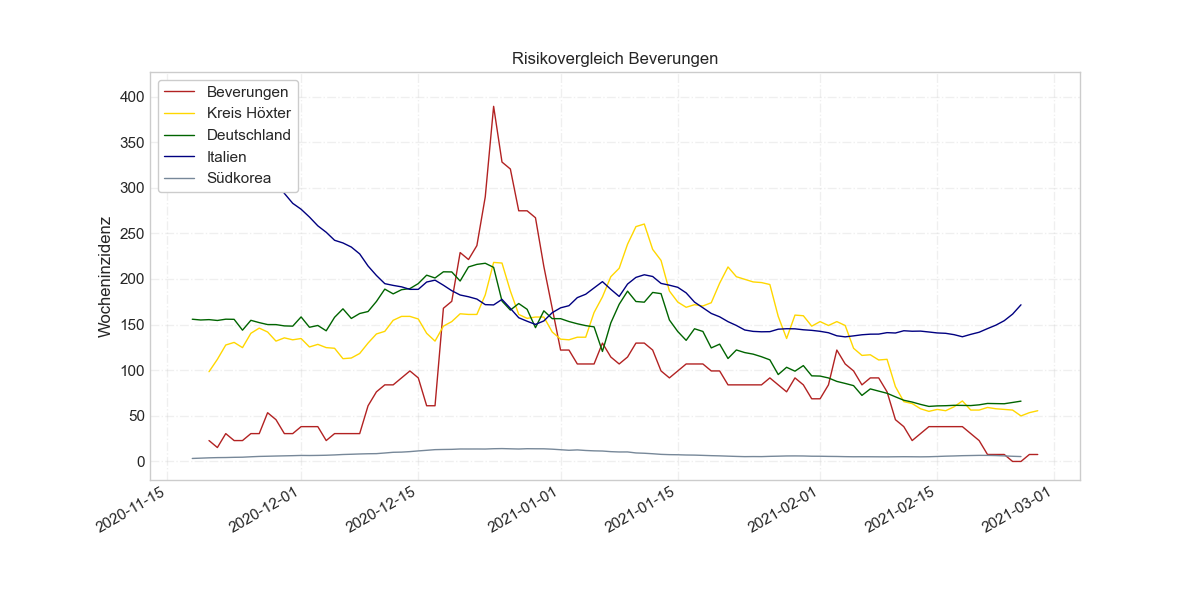 Risikovergleich Beverungen
Wocheninzidenz
400
350
300
250
200
150
100
50
0
Beverungen
Kreis Höxter
Deutschland
Italien
Südkorea
2020-11-15
2020-12-01
2020-12-15
2021-01-01
2021-01-15
2021-02-01
2021-02-15
2021-03-01